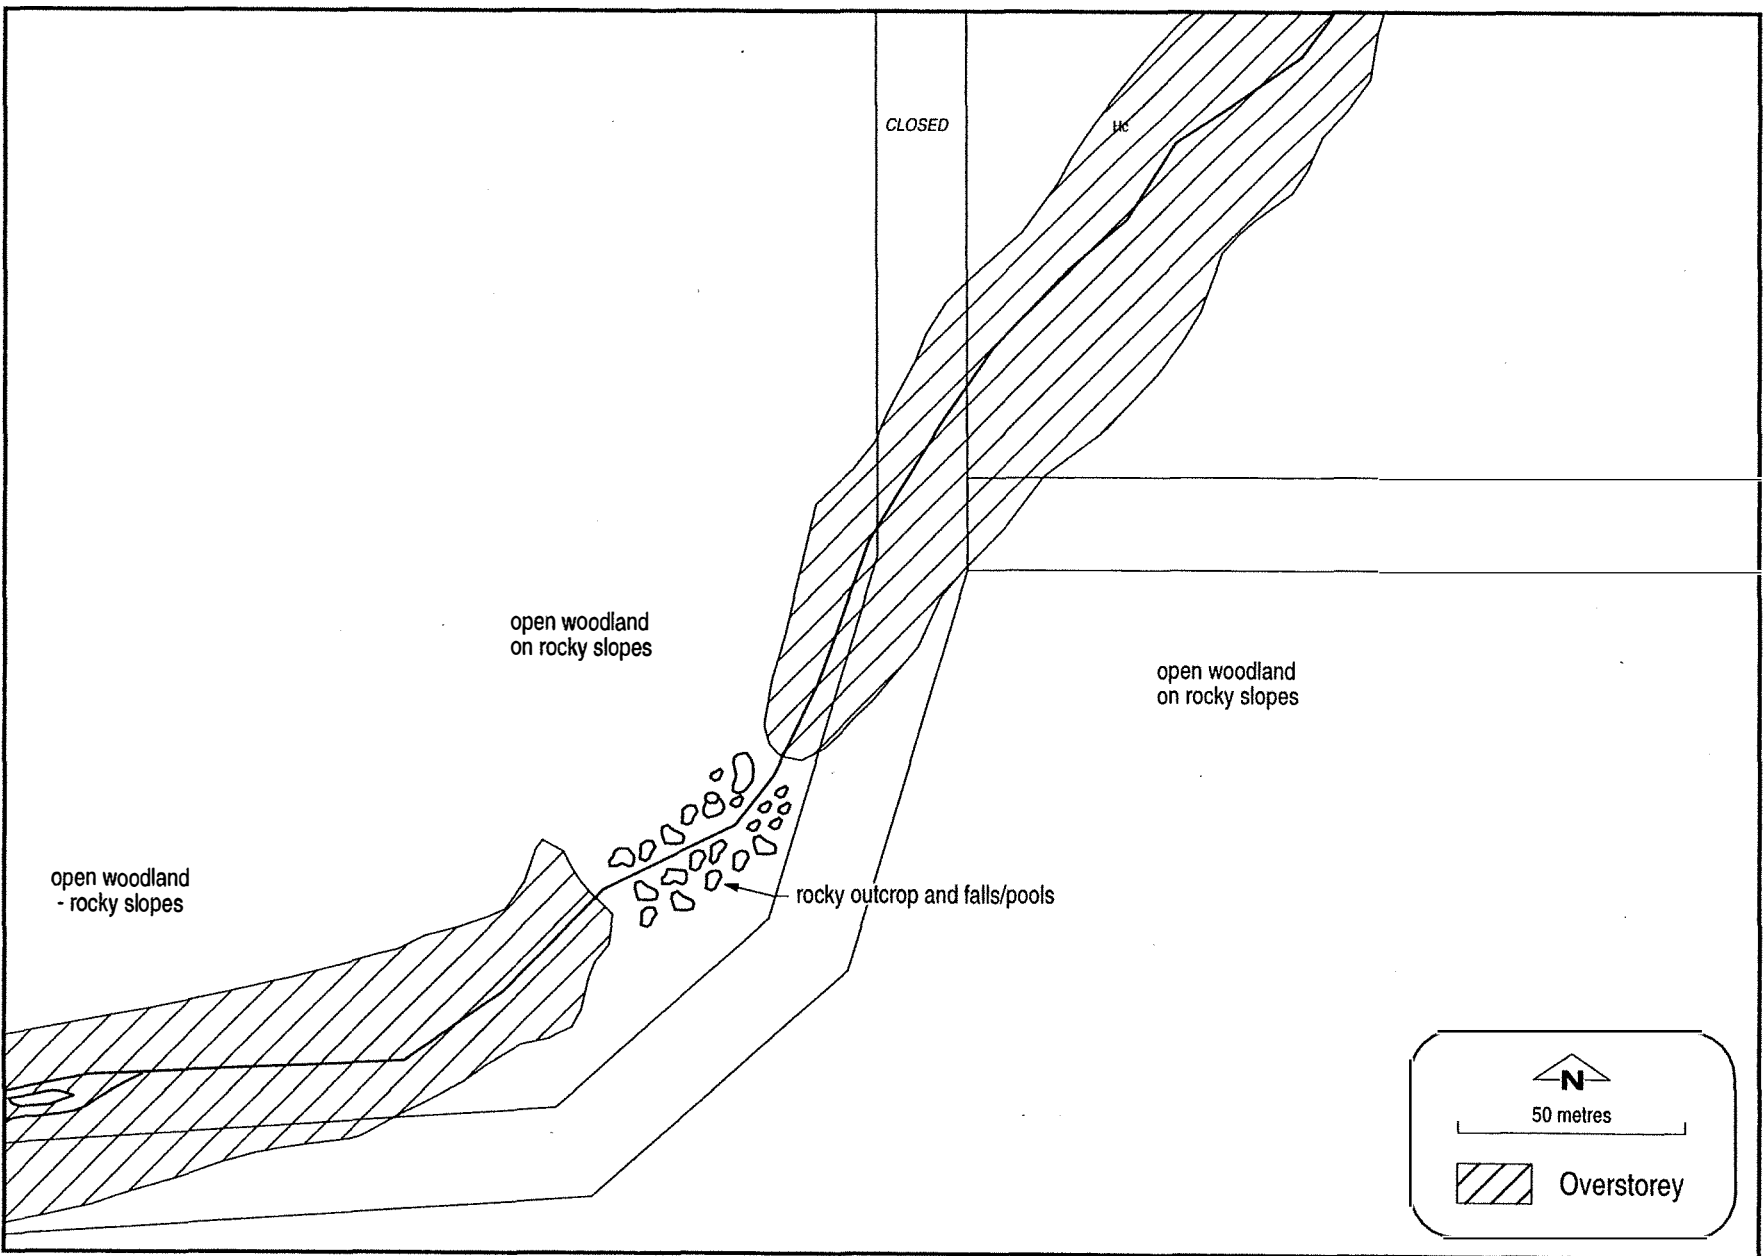 CLOSED
Hc
open woodland
on rocky slopes
open woodland
on rocky slopes
open woodland
- rocky slopes
rocky outcrop and falls/pools
N
50 metres
Overstorey